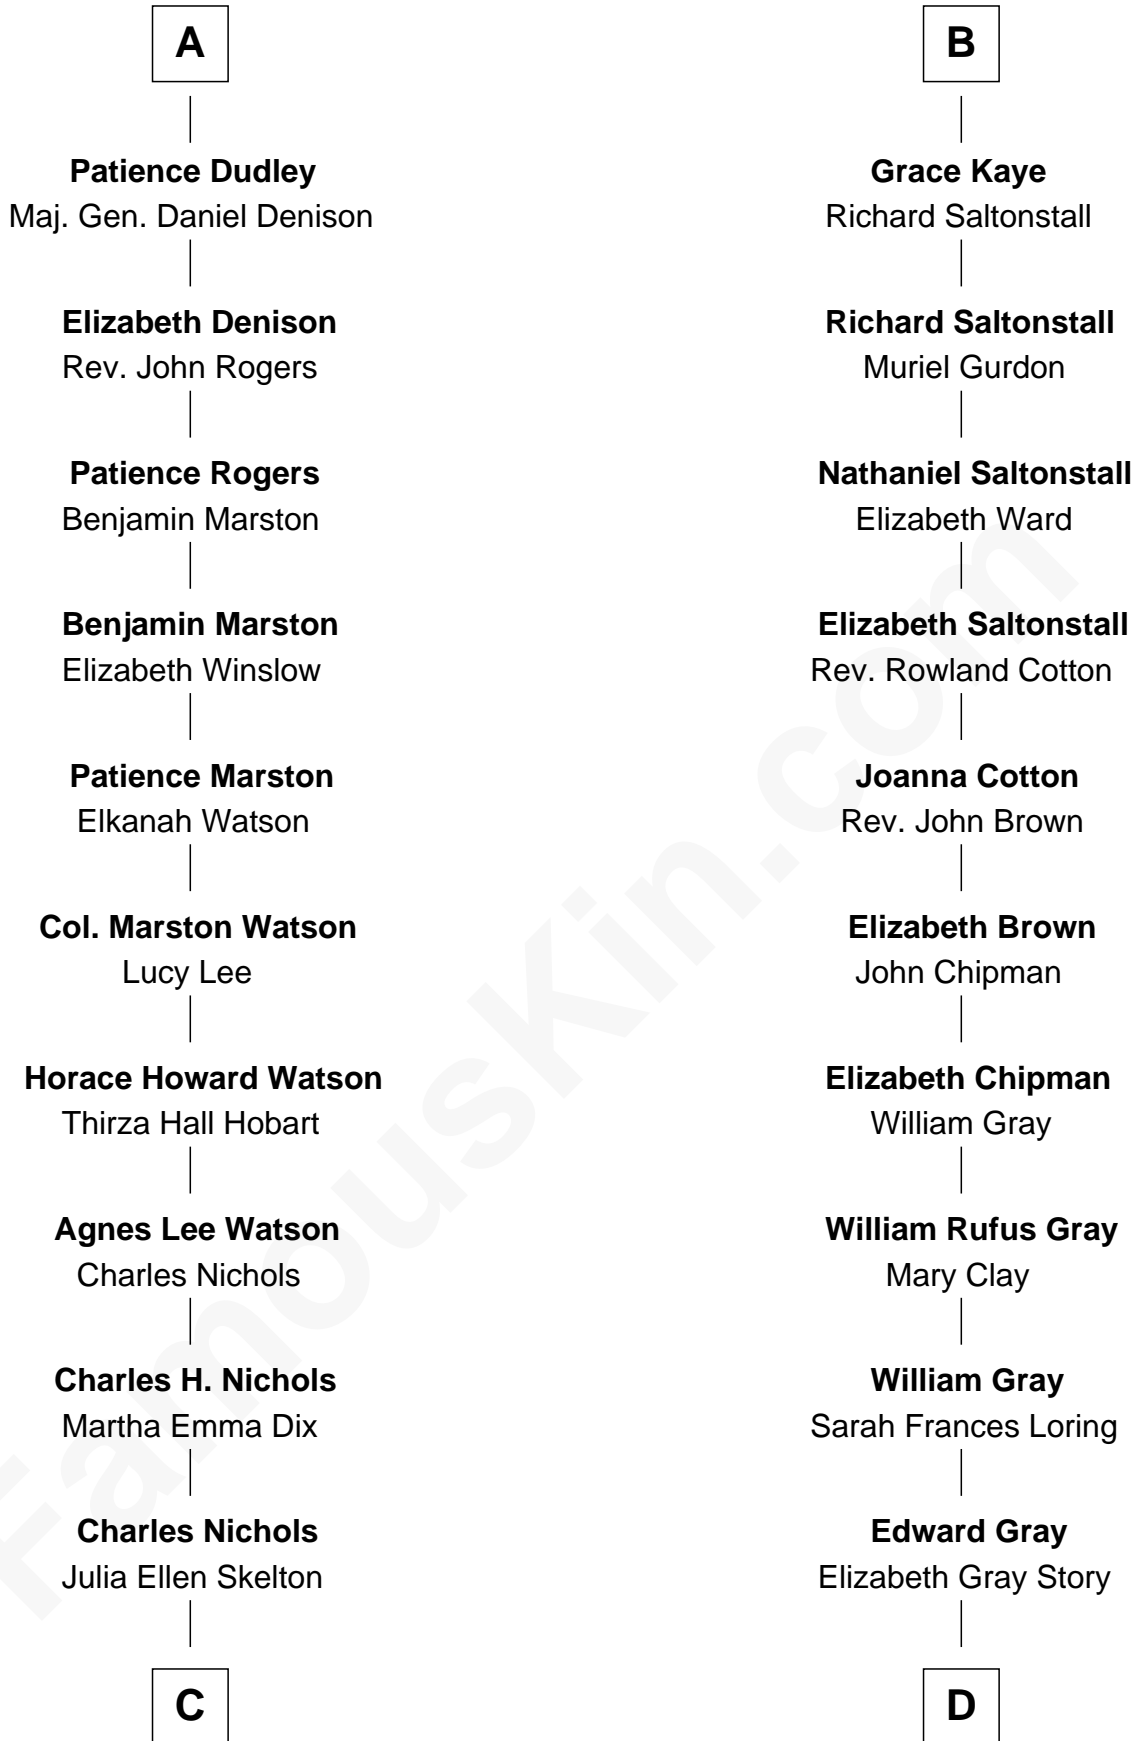 A
Patience Dudley
Maj. Gen. Daniel Denison
Elizabeth Denison
Rev. John Rogers
Patience Rogers
Benjamin Marston
Benjamin Marston
Elizabeth Winslow
Patience Marston
Elkanah Watson
Col. Marston Watson
Lucy Lee
Horace Howard Watson
Thirza Hall Hobart
Agnes Lee Watson
Charles Nichols
Charles H. Nichols
Martha Emma Dix
Charles Nichols
Julia Ellen Skelton
C
B
Grace Kaye
Richard Saltonstall
Richard Saltonstall
Muriel Gurdon
Nathaniel Saltonstall
Elizabeth Ward
Elizabeth Saltonstall
Rev. Rowland Cotton
Joanna Cotton
Rev. John Brown
Elizabeth Brown
John Chipman
Elizabeth Chipman
William Gray
William Rufus Gray
Mary Clay
William Gray
Sarah Frances Loring
Edward Gray
Elizabeth Gray Story
D
FamousKin.com